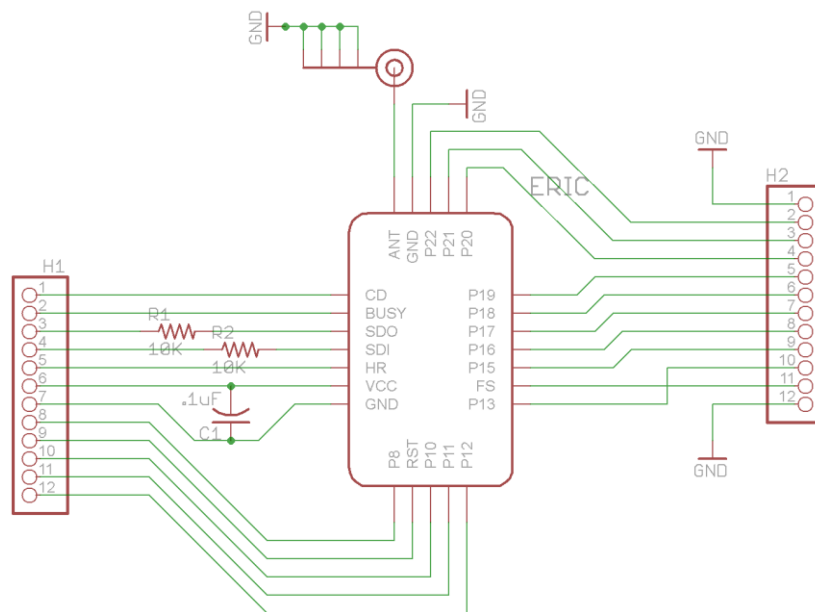 GND
GND
GND
H2
ERIC
ANT
GND
P22
P21
P20
1
2
3
4
5
6
7
8
9
10
11
12
H1
1
2
3
4
5
6
7
8
9
10
11
12
R1
10K
R2
10K
.1uF
C1
CD
BUSY
SDO
SDI
HR
VCC
GND
P19
P18
P17
P16
P15
FS
P13
P8
RST
P10
P11
P12
GND